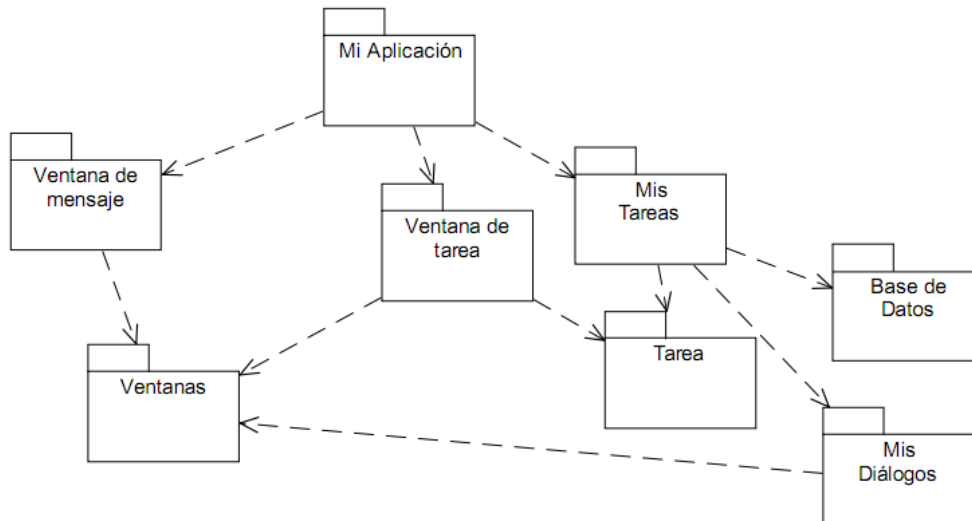 Mi Aplicación
Ventana de
mensaje
Mis
Tareas
Ventana de
tarea
Base de
Datos
Tarea
Ventanas
Mis
Diálogos